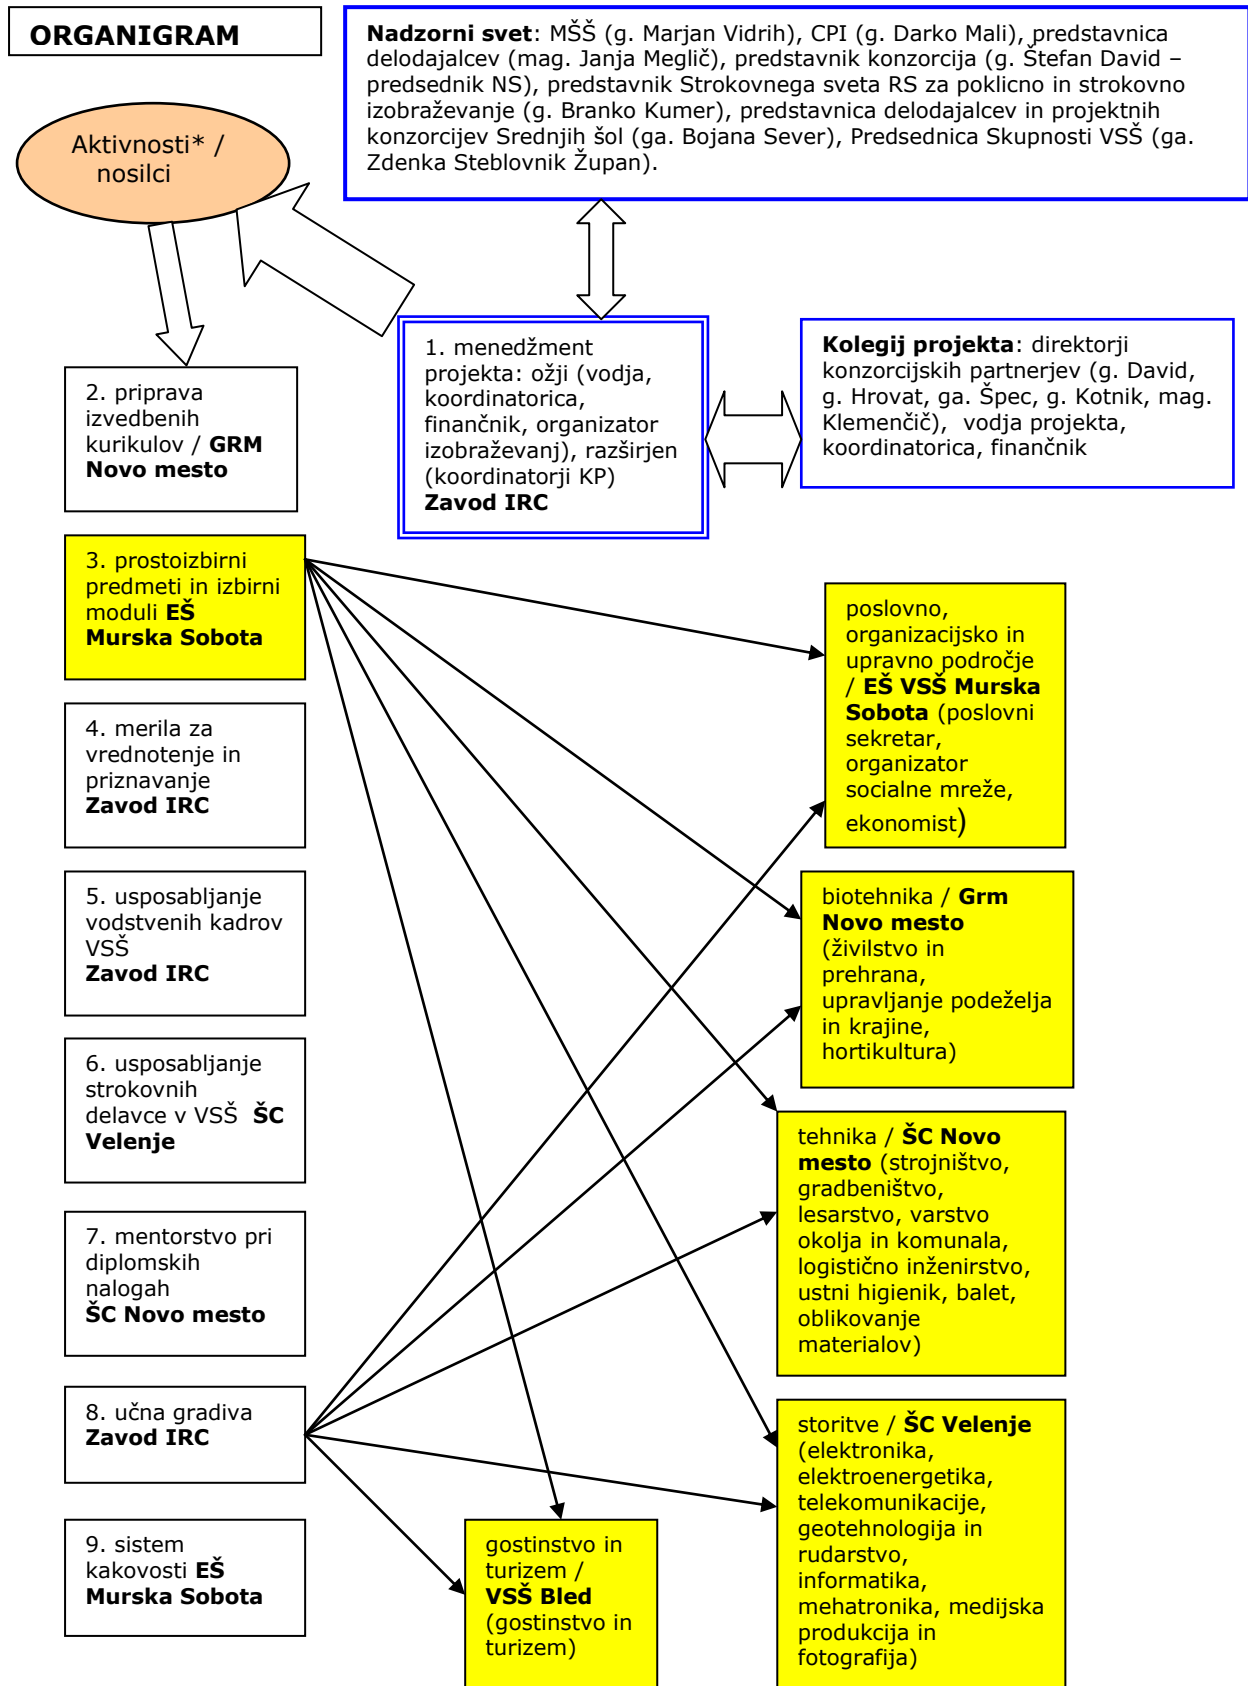 ORGANIGRAM
Nadzorni svet: MŠŠ (g. Marjan Vidrih), CPI (g. Darko Mali), predstavnica
delodajalcev (mag. Janja Meglič), predstavnik konzorcija (g. Štefan David –
predsednik NS), predstavnik Strokovnega sveta RS za poklicno in strokovno
izobraževanje (g. Branko Kumer), predstavnica delodajalcev in projektnih
konzorcijev Srednjih šol (ga. Bojana Sever), Predsednica Skupnosti VSŠ (ga.
Zdenka Steblovnik Župan).
Aktivnosti* /
nosilci
1. menedžment
projekta: ožji (vodja,
koordinatorica,
finančnik, organizator
izobraževanj), razširjen
(koordinatorji KP)
Zavod IRC
Kolegij projekta: direktorji
konzorcijskih partnerjev (g. David,
g. Hrovat, ga. Špec, g. Kotnik, mag.
Klemenčič), vodja projekta,
koordinatorica, finančnik
2. priprava
izvedbenih
kurikulov / GRM
Novo mesto
3. prostoizbirni
predmeti in izbirni
moduli EŠ
Murska Sobota
4. merila za
vrednotenje in
priznavanje
Zavod IRC
5. usposabljanje
vodstvenih kadrov
VSŠ
Zavod IRC
6. usposabljanje
strokovnih
delavce v VSŠ ŠC
Velenje
7. mentorstvo pri
diplomskih
nalogah
ŠC Novo mesto
8. učna gradiva
Zavod IRC
9. sistem
kakovosti EŠ
Murska Sobota
poslovno,
organizacijsko in
upravno področje
/ EŠ VSŠ Murska
Sobota (poslovni
sekretar,
organizator
socialne mreže,
ekonomist)
biotehnika / Grm
Novo mesto
(živilstvo in
prehrana,
upravljanje podeželja
in krajine,
hortikultura)
tehnika / ŠC Novo
mesto (strojništvo,
gradbeništvo,
lesarstvo, varstvo
okolja in komunala,
logistično inženirstvo,
ustni higienik, balet,
oblikovanje
materialov)
storitve / ŠC Velenje
(elektronika,
elektroenergetika,
telekomunikacije,
geotehnologija in
rudarstvo,
informatika,
mehatronika, medijska
produkcija in
fotografija)
gostinstvo in
turizem /
VSŠ Bled
(gostinstvo in
turizem)